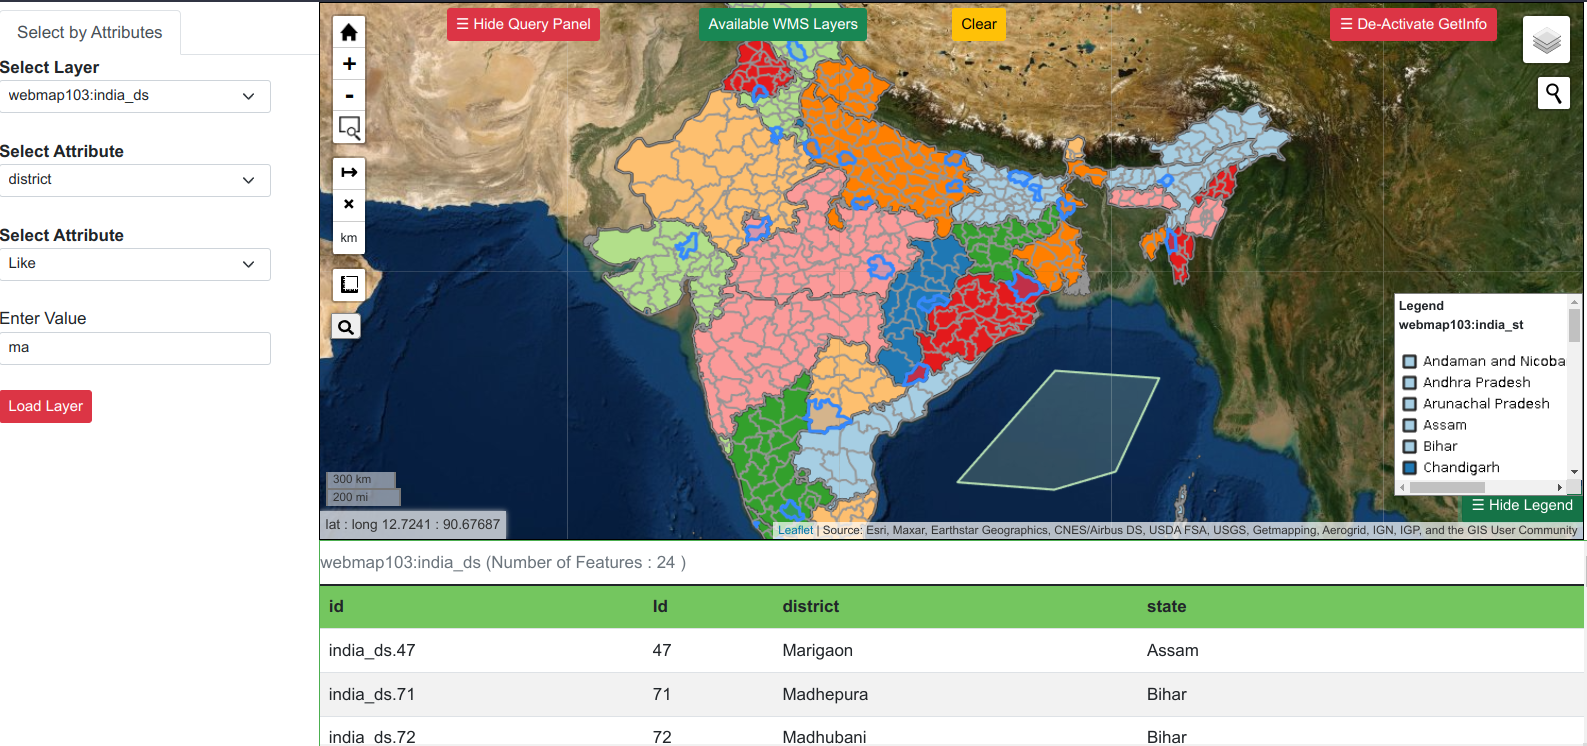 Select by Attributes
Select Layer
webmap103:india_ds
Select Attribute
district
Select Attribute
Like
Enter Value
ma
Load Layer
☰ Hide Query Panel
Available WMS Layers
Clear
☰ De-Activate GetInfo
+
-
km
300 km
200 mi
lat : long 12.7241 : 90.67687
Legend
webmap103:india_st
Andaman and Nicoba
Andhra Pradesh
Arunachal Pradesh
Assam
Bihar
Chandigarh
☰ Hide Legend
Leaflet | Source: Esri, Maxar, Earthstar Geographics, CNES/Airbus DS, USDA FSA, USGS, Getmapping, Aerogrid, IGN, IGP, and the GIS User Community
webmap103:india_ds (Number of Features : 24 )
id Id district state
india_ds.47 47 Marigaon Assam
india_ds.71 71 Madhepura Bihar
india_ds.72 72 Madhubani Bihar